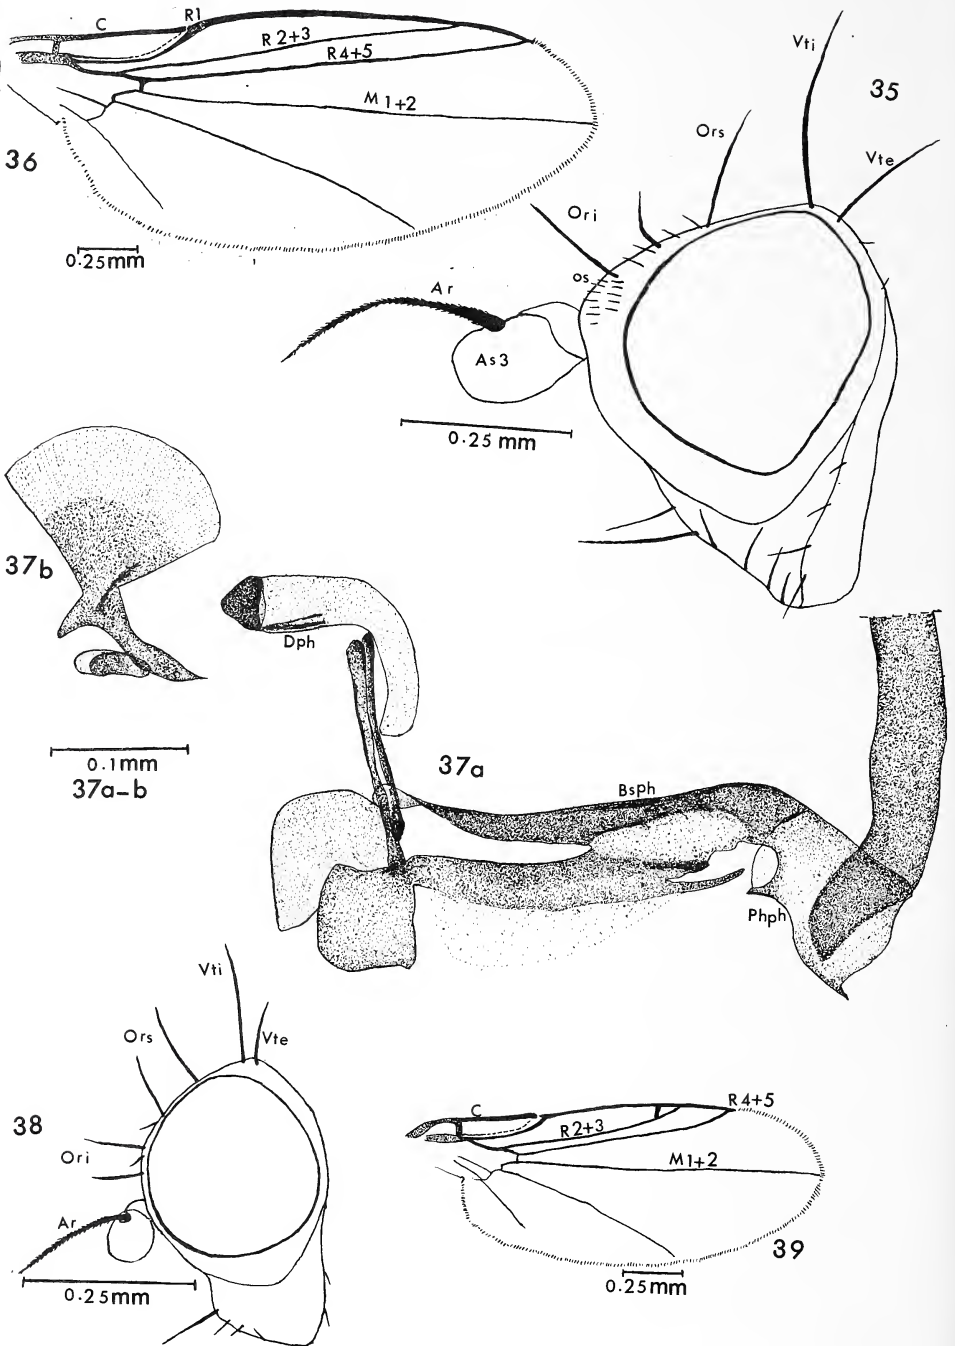 C
R1
R 2+3
R4+5
M 1+2
36
0.25mm
Vti
35
Ors
Vte
Ori
os
Ar
As3
0.25 mm
37b
Dph
0.1mm
37a-b
37a
Bsph
Phph
Vti
Ors
Vte
38
Ori
Ar
0.25mm
C
R4+5
R2+3
M1+2
39
0.25mm